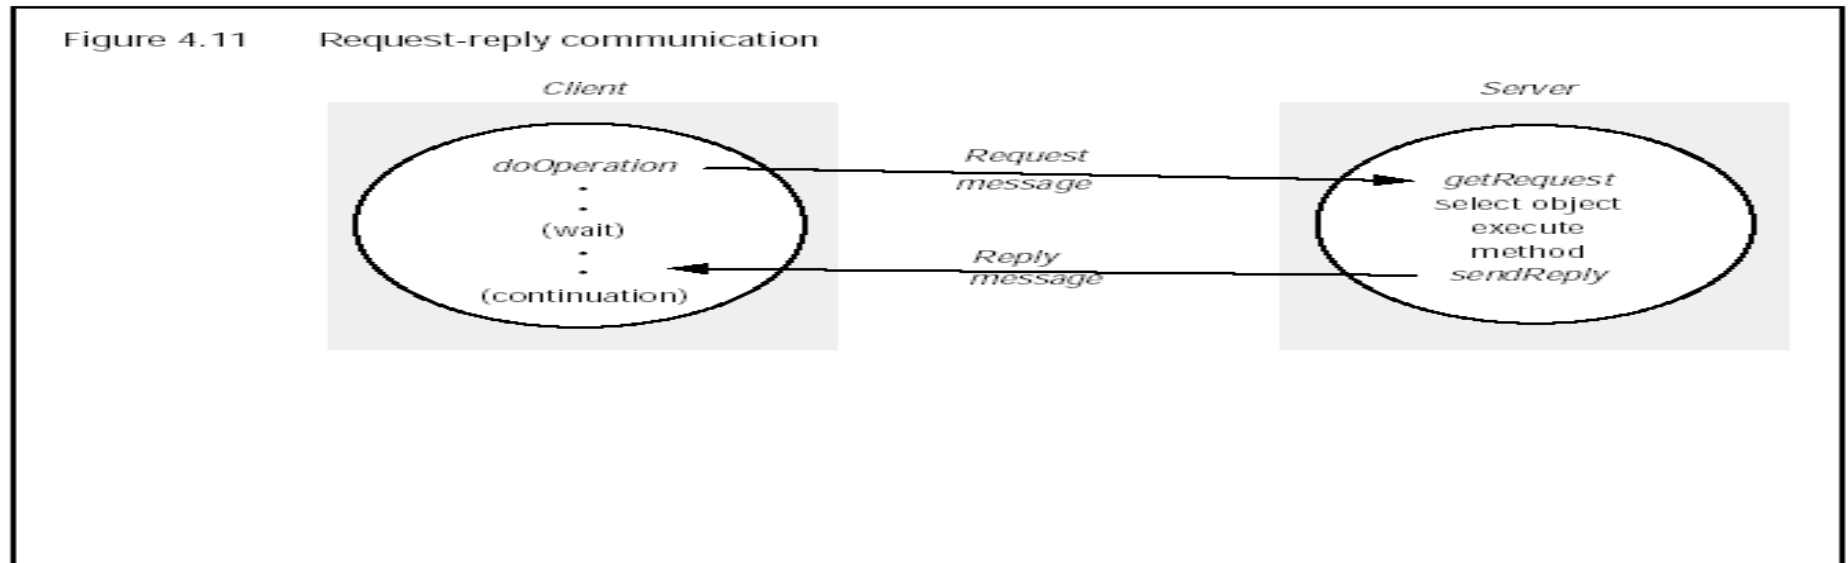 Figure 4.11 Request-reply communication
Client
Server
doOperation
(wait)
(continuation)
Request
message
Reply
message
getRequest
select object
execute
method
sendReply